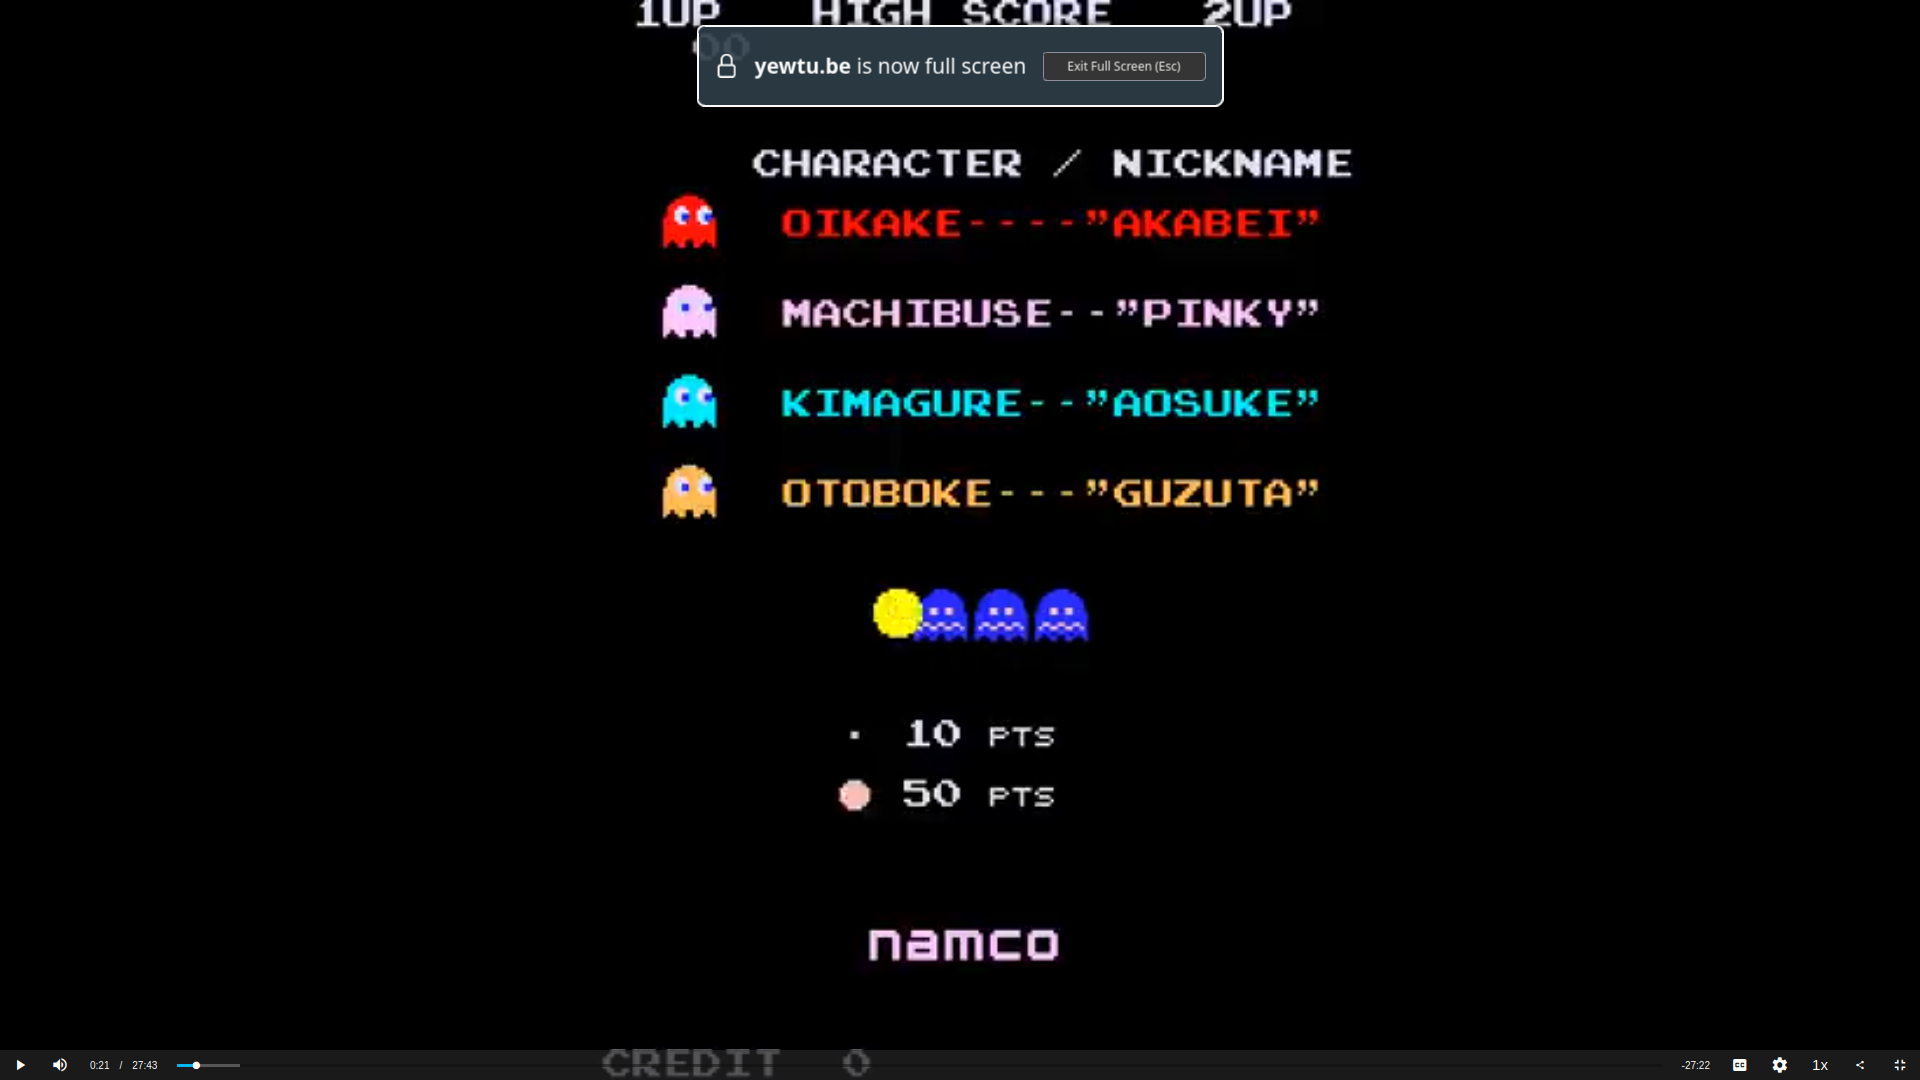 1UP HIGH SCORE 2UP
00
yewtu.be is now full screen Exit Full Screen (Esc)
CHARACTER / NICKNAME
OIKAKE----"AKABEI"
MACHIBUSE--"PINKY"
KIMAGURE--"AOSUKE"
OTOBOKE---"GUZUTA"
10 PTS
50 PTS
namco
CREDIT 0
0:21 / 27:43 -27:22 CC 1x